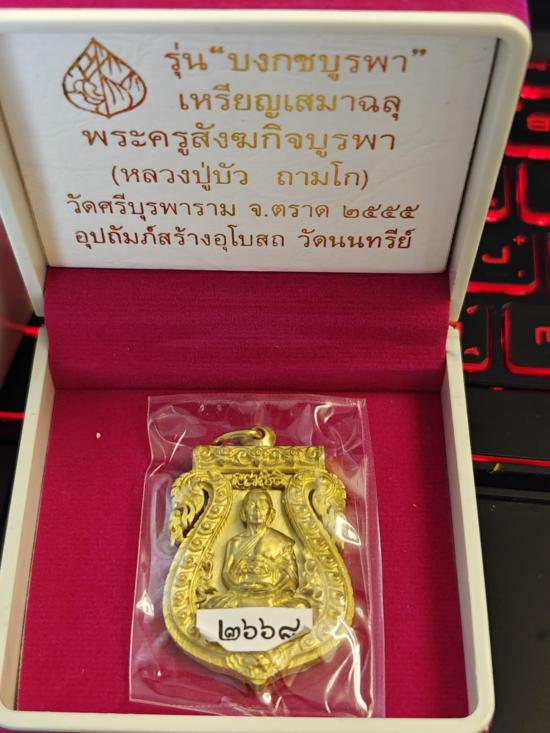 รุ่น“บงกชบูรพา”
เหรียญเสมาฉลุ
พระครูสังฆกิจบูรพา
(หลวงปู่บัว ถามโก)
วัดศรีบุรพาราม จ.ตราด ๒๕๕๕
อุปถัมภ์สร้างอุโบสถ วัดนนทรีย์
๒๖๖๘